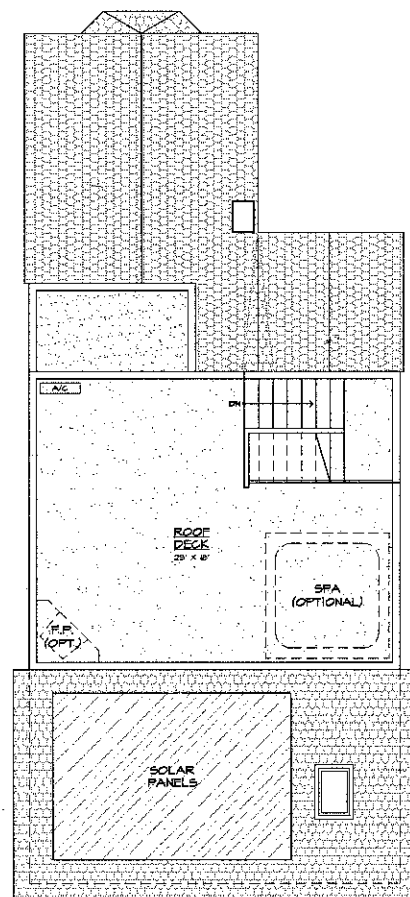 A/C
DN
ROOF
DECK
SPA
(OPTIONAL)
F.P.
(OPT.)
SOLAR
PANELS